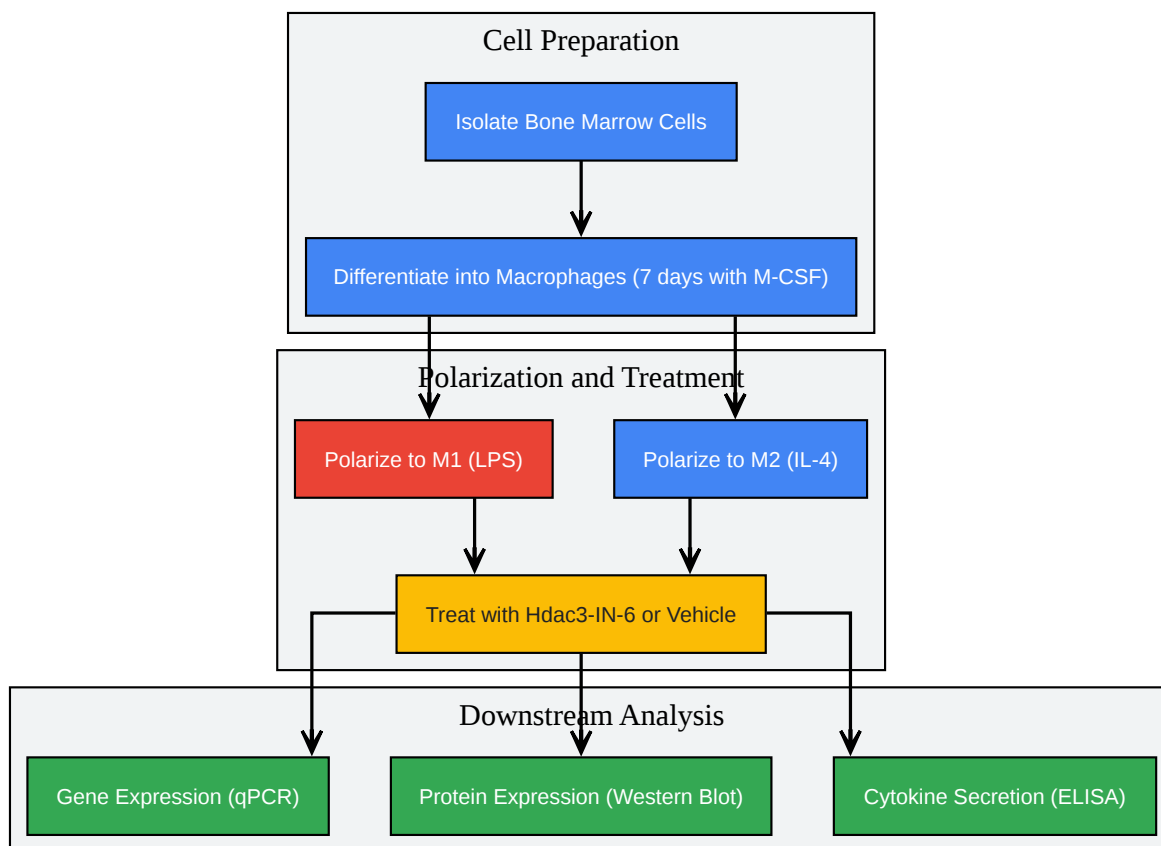 Cell Preparation
Isolate Bone Marrow Cells
Differentiate into Macrophages (7 days with M-CSF)
Polarization and Treatment
Polarize to M1 (LPS)
Polarize to M2 (IL-4)
Treat with Hdac3-IN-6 or Vehicle
Downstream Analysis
Gene Expression (qPCR)
Protein Expression (Western Blot)
Cytokine Secretion (ELISA)